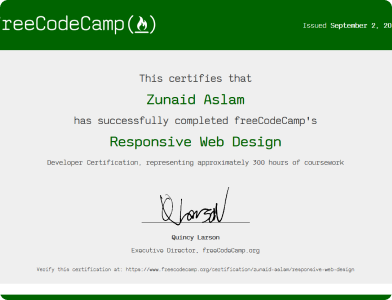 reeCodeCamp
Issued September 2, 20
This certifies that
Zunaid Aslam
has successfully completed freeCodeCamp's
Responsive Web Design
Developer Certification, representing approximately 300 hours of coursework
Quincy Larson
Executive Director, freeCodeCamp.org
Verify this certification at: https://www.freecodecamp.org/certification/zunaid-aslam/responsive-web-design